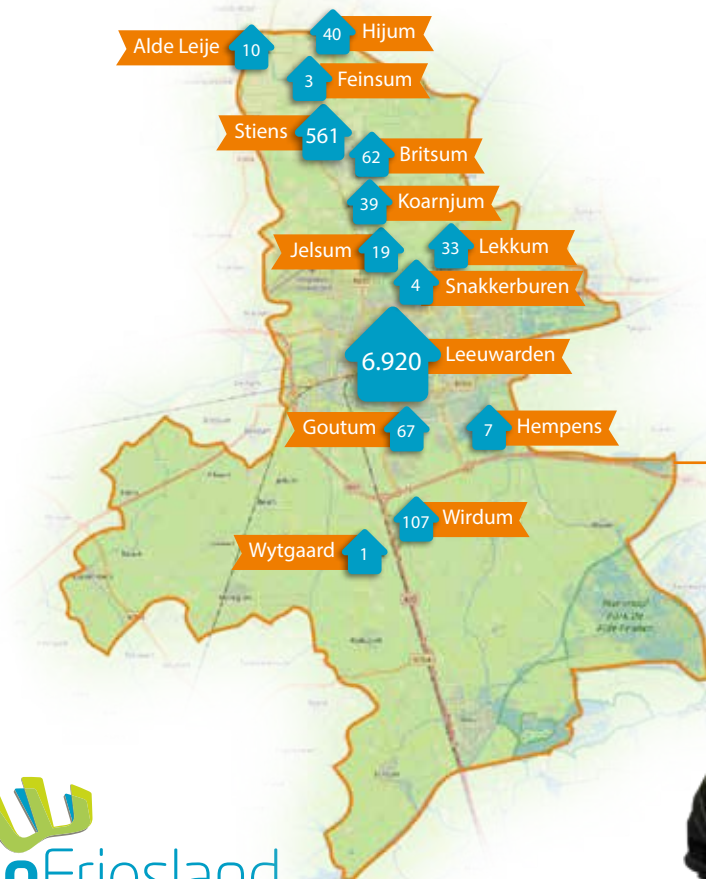 40 Hijum
Alde Leije 10
3 Feinsum
Stiens 561
62 Britsum
39 Koarnjum
Jelsum 19
33 Lekkum
4 Snakkerburen
6.920 Leeuwarden
Goutum 67
7 Hempens
107 Wirdum
Wytgaard 1
Friesland